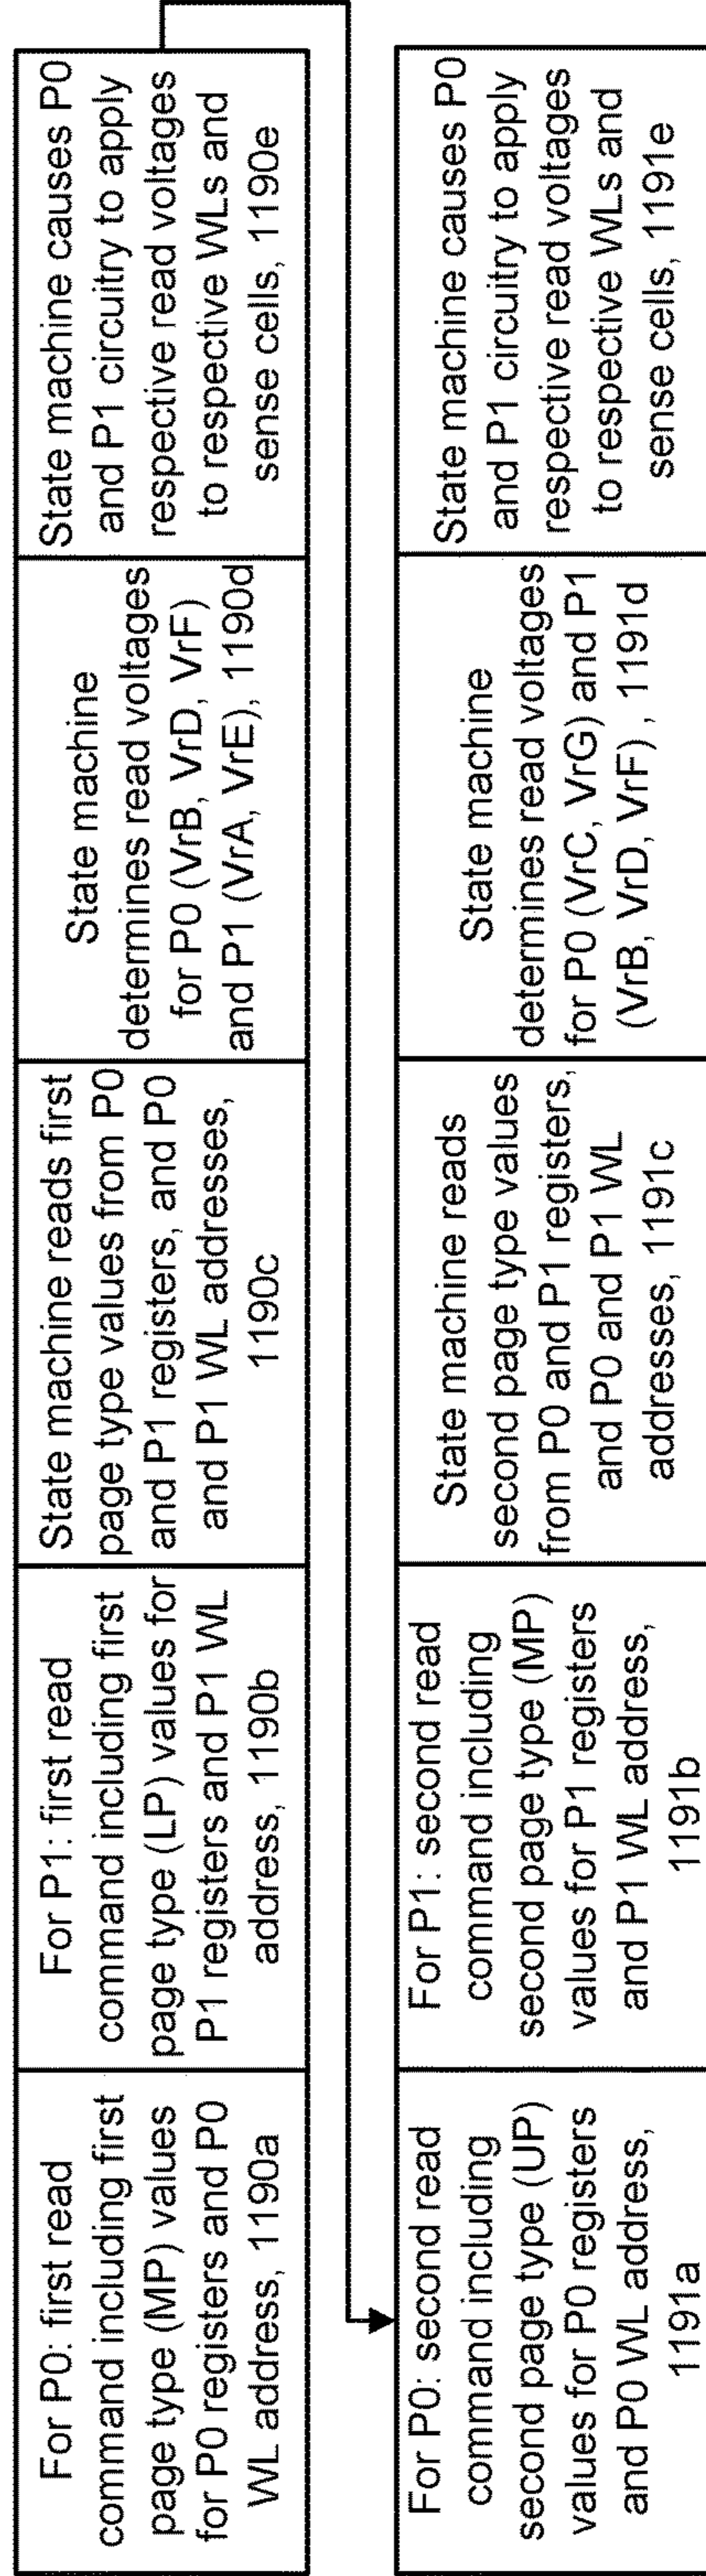 For P0: first read
command including first
page type (MP) values
for P0 registers and P0
WL address, 1190a
For P1: first read
command including first
page type (LP) values for
P1 registers and P1 WL
address, 1190b
State machine reads first
page type values from P0
and P1 registers, and P0
and P1 WL addresses,
1190c
State machine
determines read voltages
for P0 (VrB, VrD, VrF)
and P1 (VrA, VrE), 1190d
State machine causes P0
and P1 circuitry to apply
respective read voltages
to respective WLs and
sense cells, 1190e
For P0: second read
command including
second page type (UP)
values for P0 registers
and P0 WL address,
1191a
For P1: second read
command including
second page type (MP)
values for P1 registers
and P1 WL address,
1191b
State machine reads
second page type values
from P0 and P1 registers,
and P0 and P1 WL
addresses, 1191c
State machine
determines read voltages
for P0 (VrC, VrG) and P1
(VrB, VrD, VrF) , 1191d
State machine causes P0
and P1 circuitry to apply
respective read voltages
to respective WLs and
sense cells, 1191e